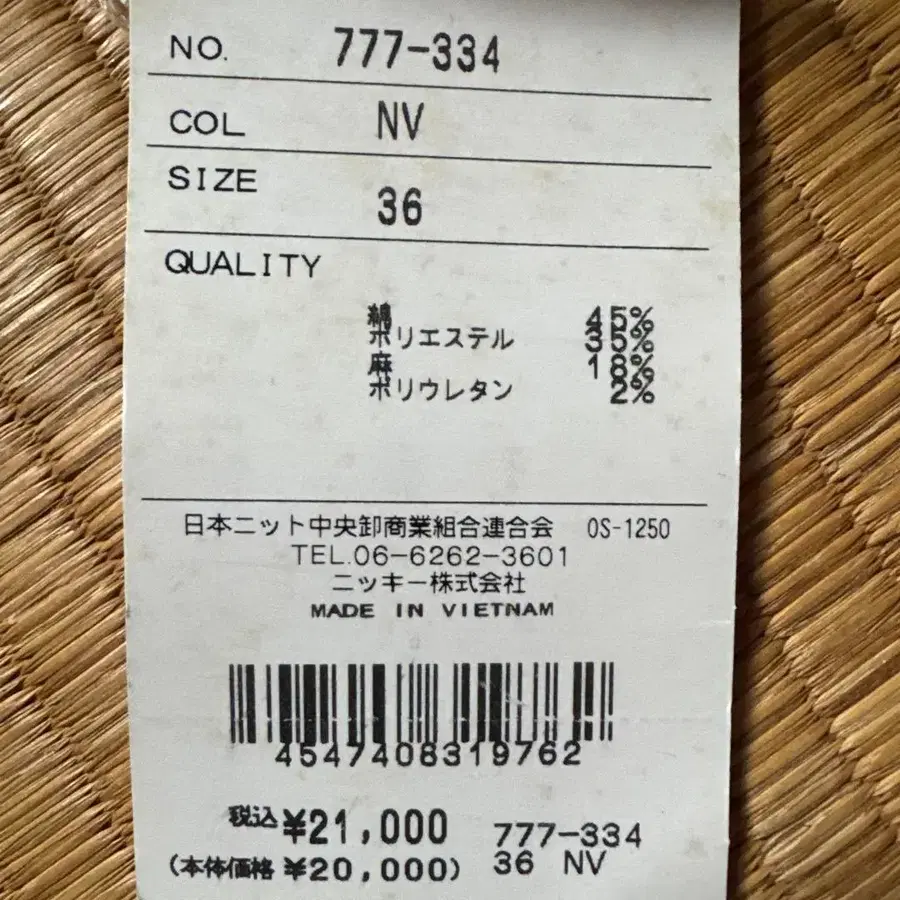 NO. 777-334
COL NV
SIZE 36
QUALITY
綿 45%
ポリエステル 35%
麻 18%
ポリウレタン 2%
日本ニット中央卸商業組合連合会 OS-1250
TEL.06-6262-3601
ニッキー株式会社
MADE IN VIETNAM
4547408319762
税込 ¥21,000 777-334
(本体価格 ¥20,000) 36 NV